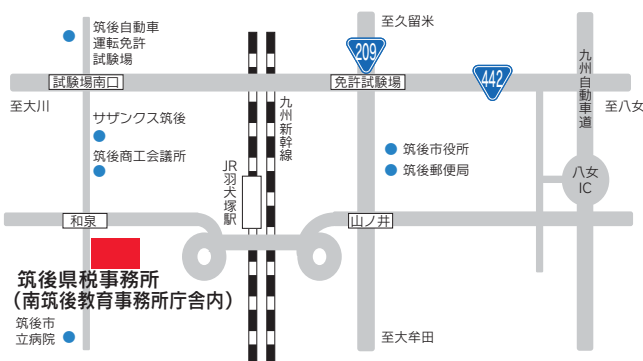 筑後自動車
運転免許
試験場
至久留米
209
試験場南口
免許試験場
442
九州自動車道
至大川
至八女
サザンクス筑後
九州新幹線
筑後商工会議所
筑後市役所
筑後郵便局
JR羽犬塚駅
八女
IC
和泉
山ノ井
筑後県税事務所
(南筑後教育事務所庁舎内)
筑後市
立病院
至大牟田